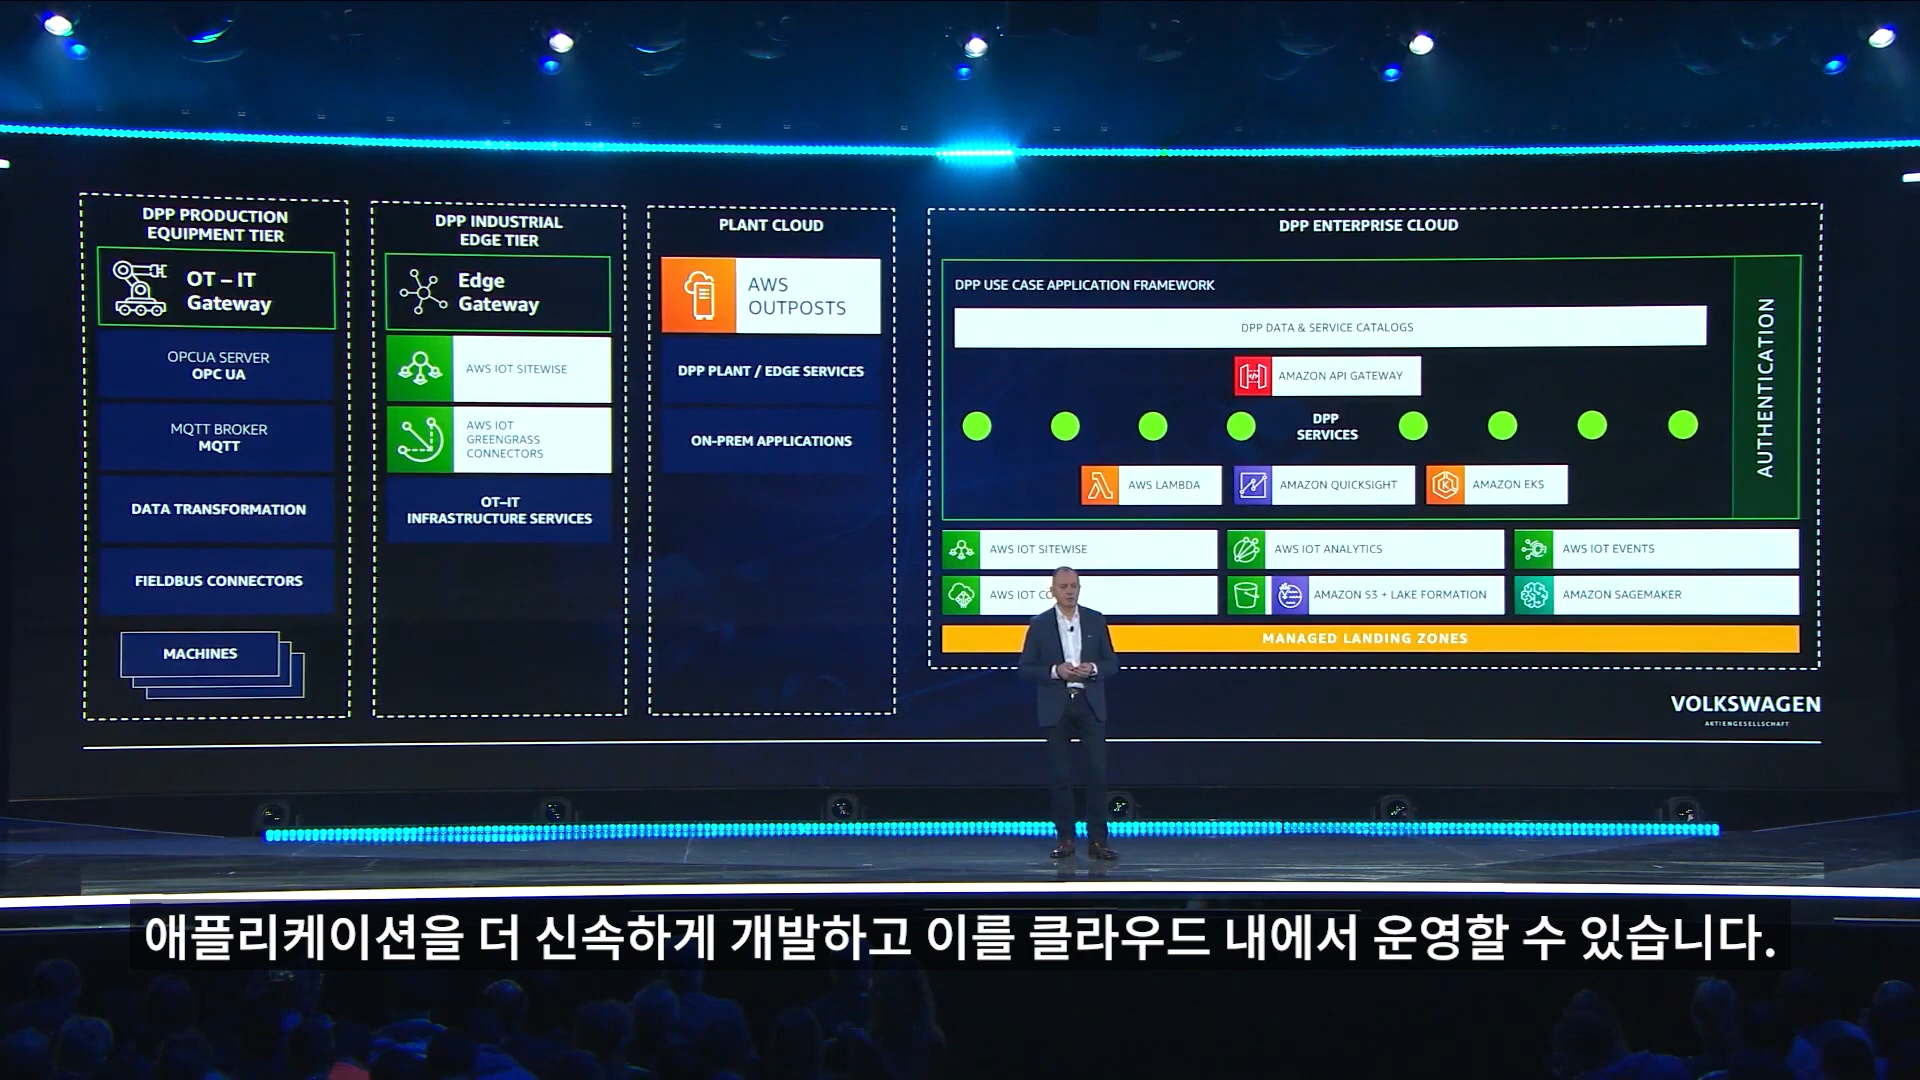 DPP PRODUCTION
EQUIPMENT TIER
OT – IT
Gateway
OPCUA SERVER
OPC UA
MQTT BROKER
MQTT
DATA TRANSFORMATION
FIELDBUS CONNECTORS
MACHINES
DPP INDUSTRIAL
EDGE TIER
Edge
Gateway
AWS IOT SITEWISE
AWS IOT
GREENGRASS
CONNECTORS
OT–IT
INFRASTRUCTURE SERVICES
PLANT CLOUD
AWS
OUTPOSTS
DPP PLANT / EDGE SERVICES
ON-PREM APPLICATIONS
DPP ENTERPRISE CLOUD
DPP USE CASE APPLICATION FRAMEWORK
DPP DATA & SERVICE CATALOGS
AMAZON API GATEWAY
DPP
SERVICES
AWS LAMBDA
AMAZON QUICKSIGHT
AMAZON EKS
AUTHENTICATION
AWS IOT SITEWISE
AWS IOT ANALYTICS
AWS IOT EVENTS
AWS IOT
AMAZON S3 + LAKE FORMATION
AMAZON SAGEMAKER
MANAGED LANDING ZONES
VOLKSWAGEN
AKTIENGESELLSCHAFT
애플리케이션을 더 신속하게 개발하고 이를 클라우드 내에서 운영할 수 있습니다.